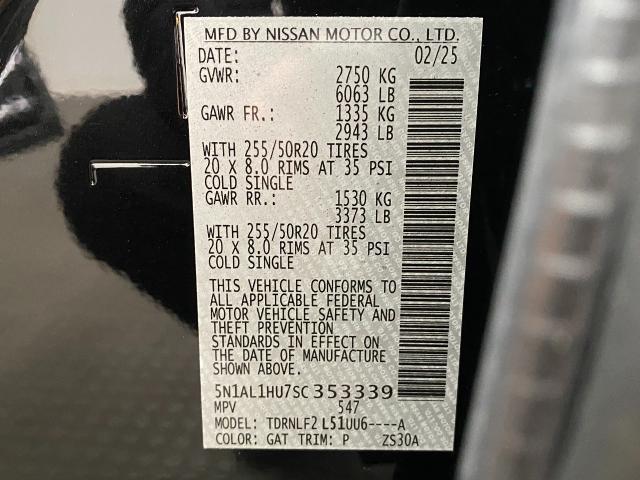 MFD BY NISSAN MOTOR CO., LTD.
DATE: 02/25
GVWR: 2750 KG
6063 LB
GAWR FR.: 1335 KG
2943 LB
WITH 255/50R20 TIRES
20 X 8.0 RIMS AT 35 PSI
COLD SINGLE
GAWR RR.: 1530 KG
3373 LB
WITH 255/50R20 TIRES
20 X 8.0 RIMS AT 35 PSI
COLD SINGLE
THIS VEHICLE CONFORMS TO
ALL APPLICABLE FEDERAL
MOTOR VEHICLE SAFETY AND
THEFT PREVENTION
STANDARDS IN EFFECT ON
THE DATE OF MANUFACTURE
SHOWN ABOVE.
5N1AL1HU7SC353339
MPV 547
MODEL: TDRNLF2 L51UU6----A
COLOR: GAT TRIM: P ZS30A